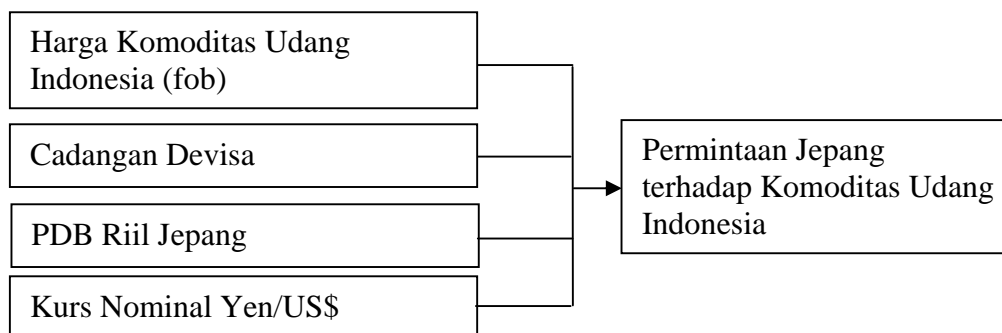 Harga Komoditas Udang
Indonesia (fob)
Cadangan Devisa
PDB Riil Jepang
Kurs Nominal Yen/US$
Permintaan Jepang
terhadap Komoditas Udang
Indonesia